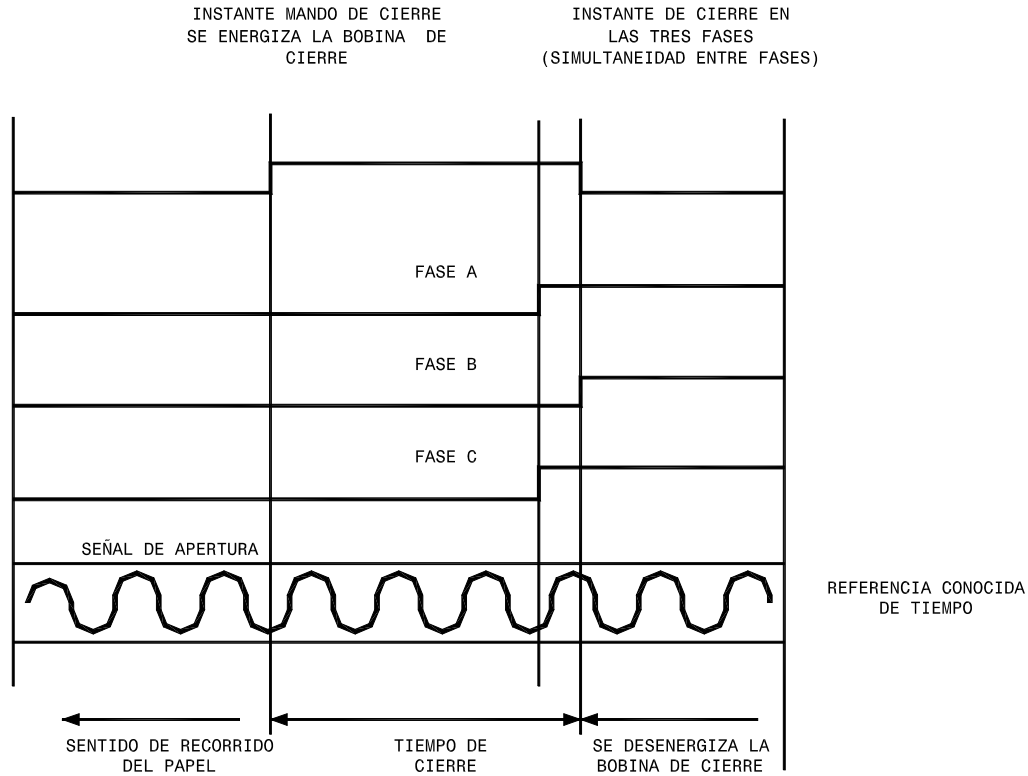 INSTANTE MANDO DE CIERRE
SE ENERGIZA LA BOBINA DE
CIERRE
INSTANTE DE CIERRE EN
LAS TRES FASES
(SIMULTANEIDAD ENTRE FASES)
FASE A
FASE B
FASE C
SEÑAL DE APERTURA
REFERENCIA CONOCIDA
DE TIEMPO
SENTIDO DE RECORRIDO
DEL PAPEL
TIEMPO DE
CIERRE
SE DESENERGIZA LA
BOBINA DE CIERRE